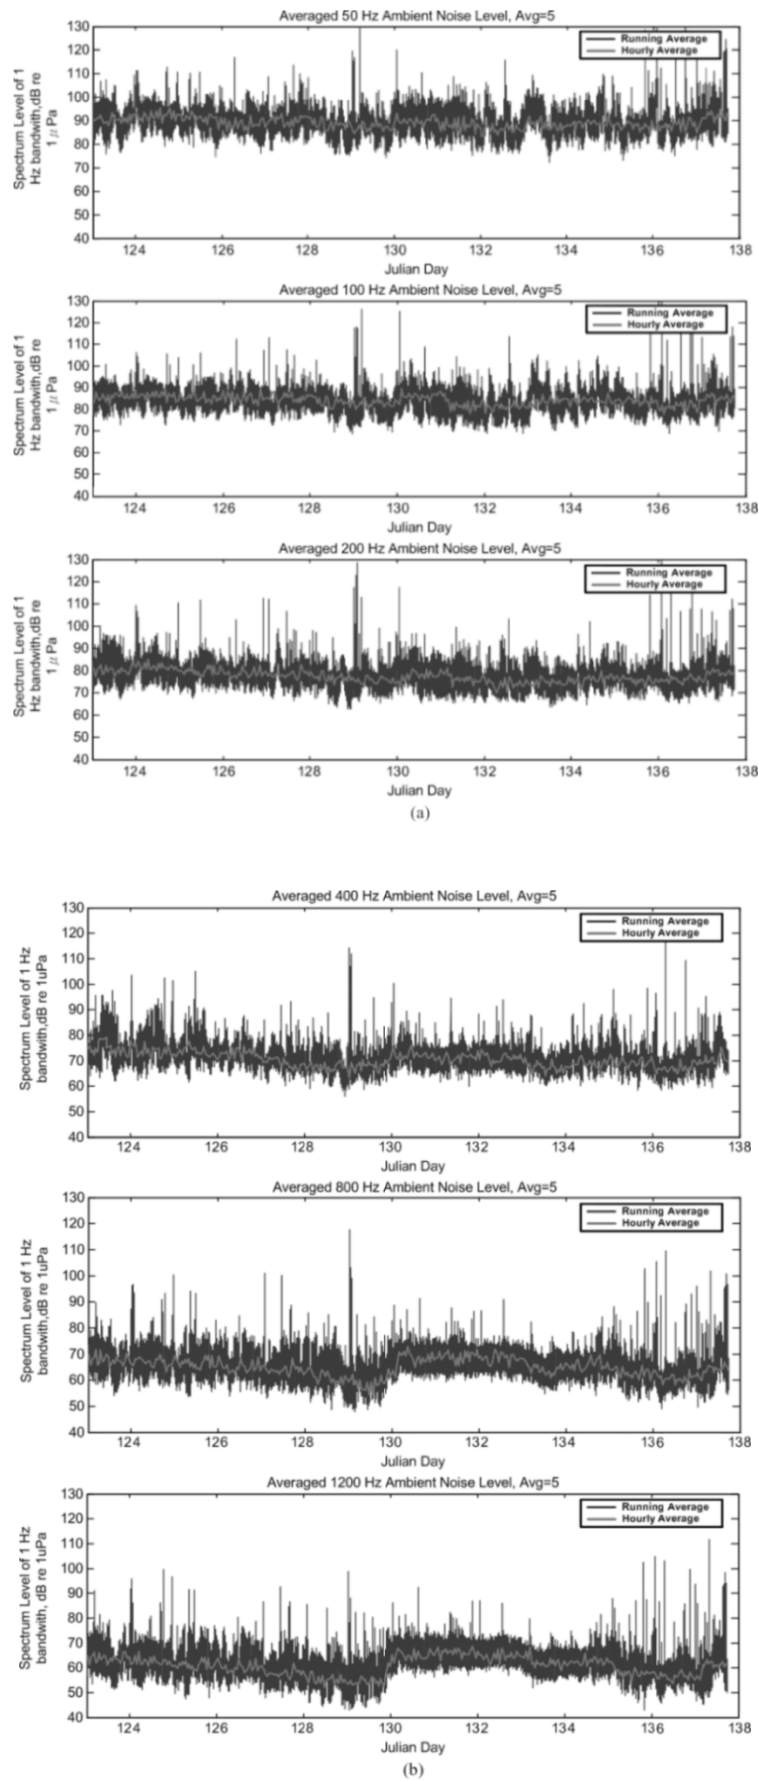 Averaged 50 Hz Ambient Noise Level, Avg=5
Spectrum Level of 1
Hz bandwith,dB re
1 μ Pa
130
120
110
100
90
80
70
60
50
40
Running Average
Hourly Average
124 126 128 130 132 134 136 138
Julian Day
Averaged 100 Hz Ambient Noise Level, Avg=5
Spectrum Level of 1
Hz bandwith,dB re
1 μ Pa
130
120
110
100
90
80
70
60
50
40
Running Average
Hourly Average
124 126 128 130 132 134 136 138
Julian Day
Averaged 200 Hz Ambient Noise Level, Avg=5
Spectrum Level of 1
Hz bandwith,dB re
1 μ Pa
130
120
110
100
90
80
70
60
50
40
Running Average
Hourly Average
124 126 128 130 132 134 136 138
Julian Day
(a)
Averaged 400 Hz Ambient Noise Level, Avg=5
Spectrum Level of 1 Hz
bandwith,dB re 1uPa
130
120
110
100
90
80
70
60
50
40
Running Average
Hourly Average
124 126 128 130 132 134 136 138
Julian Day
Averaged 800 Hz Ambient Noise Level, Avg=5
Spectrum Level of 1 Hz
bandwith,dB re 1uPa
130
120
110
100
90
80
70
60
50
40
Running Average
Hourly Average
124 126 128 130 132 134 136 138
Julian Day
Averaged 1200 Hz Ambient Noise Level, Avg=5
Spectrum Level of 1 Hz
bandwith, dB re 1uPa
130
120
110
100
90
80
70
60
50
40
Running Average
Hourly Average
124 126 128 130 132 134 136 138
Julian Day
(b)